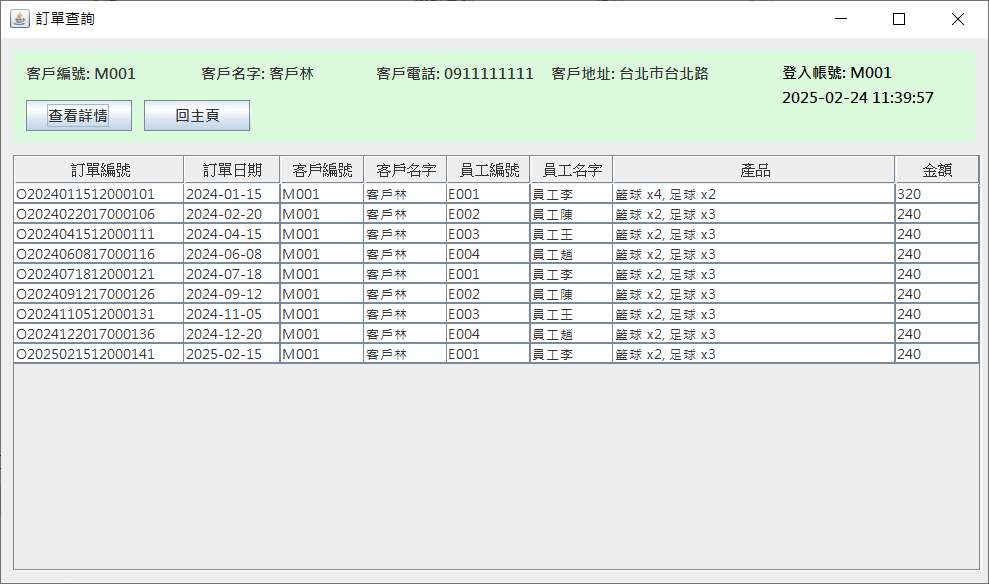 訂單查詢
客戶編號: M001 客戶名字: 客戶林 客戶電話: 0911111111 客戶地址: 台北市台北路 登入帳號: M001
2025-02-24 11:39:57
查看詳情 回主頁
訂單編號 訂單日期 客戶編號 客戶名字 員工編號 員工名字 產品 金額
O2024011512000101 2024-01-15 M001 客戶林 E001 員工李 籃球 x4, 足球 x2 320
O2024022017000106 2024-02-20 M001 客戶林 E002 員工陳 籃球 x2, 足球 x3 240
O2024041512000111 2024-04-15 M001 客戶林 E003 員工王 籃球 x2, 足球 x3 240
O2024060817000116 2024-06-08 M001 客戶林 E004 員工趙 籃球 x2, 足球 x3 240
O2024071812000121 2024-07-18 M001 客戶林 E001 員工李 籃球 x2, 足球 x3 240
O2024091217000126 2024-09-12 M001 客戶林 E002 員工陳 籃球 x2, 足球 x3 240
O2024110512000131 2024-11-05 M001 客戶林 E003 員工王 籃球 x2, 足球 x3 240
O2024122017000136 2024-12-20 M001 客戶林 E004 員工趙 籃球 x2, 足球 x3 240
O2025021512000141 2025-02-15 M001 客戶林 E001 員工李 籃球 x2, 足球 x3 240